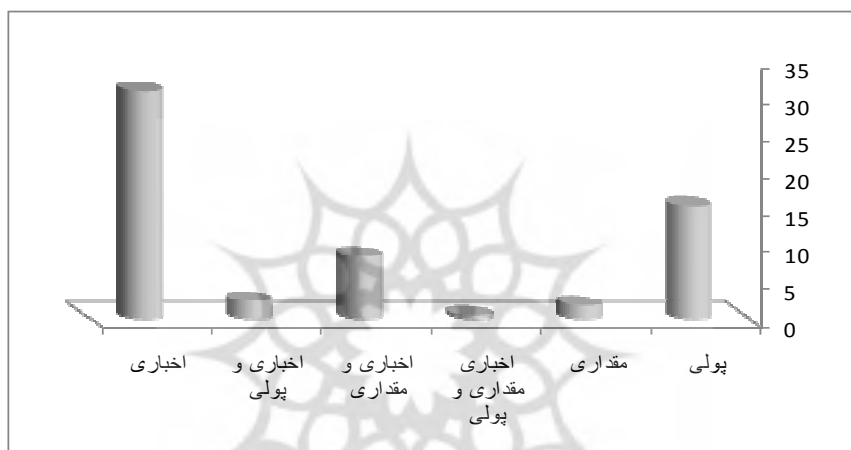 35
30
25
20
15
10
5
0
پولی
مقداری
اخباری
مقداری و
پولی
اخباری و
مقداری
اخباری و
پولی
اخباری